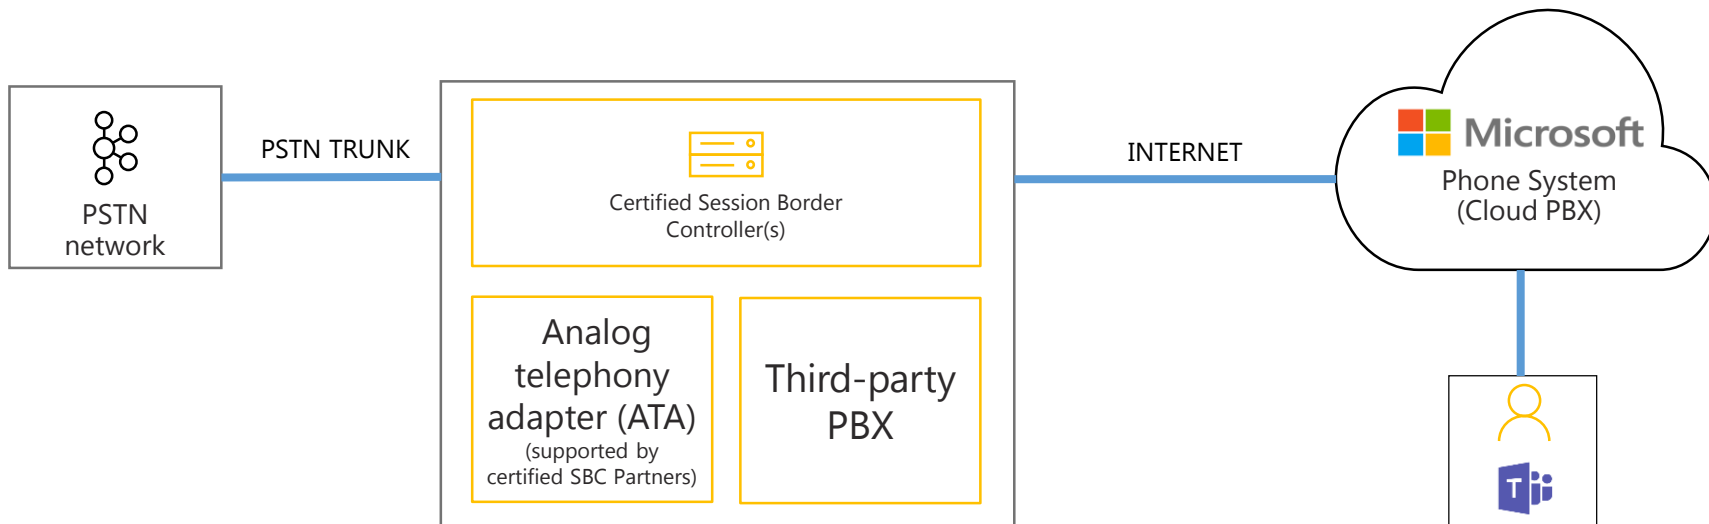 PSTN
network
PSTN TRUNK
Certified Session Border
Controller(s)
Analog
telephony
adapter (ATA)
(supported by
certified SBC Partners)
Third-party
PBX
INTERNET
Microsoft
Phone System
(Cloud PBX)
T